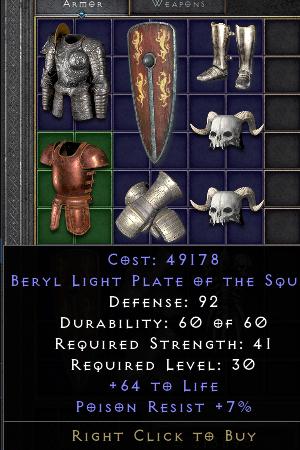 Armor Weapons
Cost: 49178
Beryl Light Plate of the Squ
Defense: 92
Durability: 60 of 60
Required Strength: 41
Required Level: 30
+64 to Life
Poison Resist +7%
Right Click to Buy